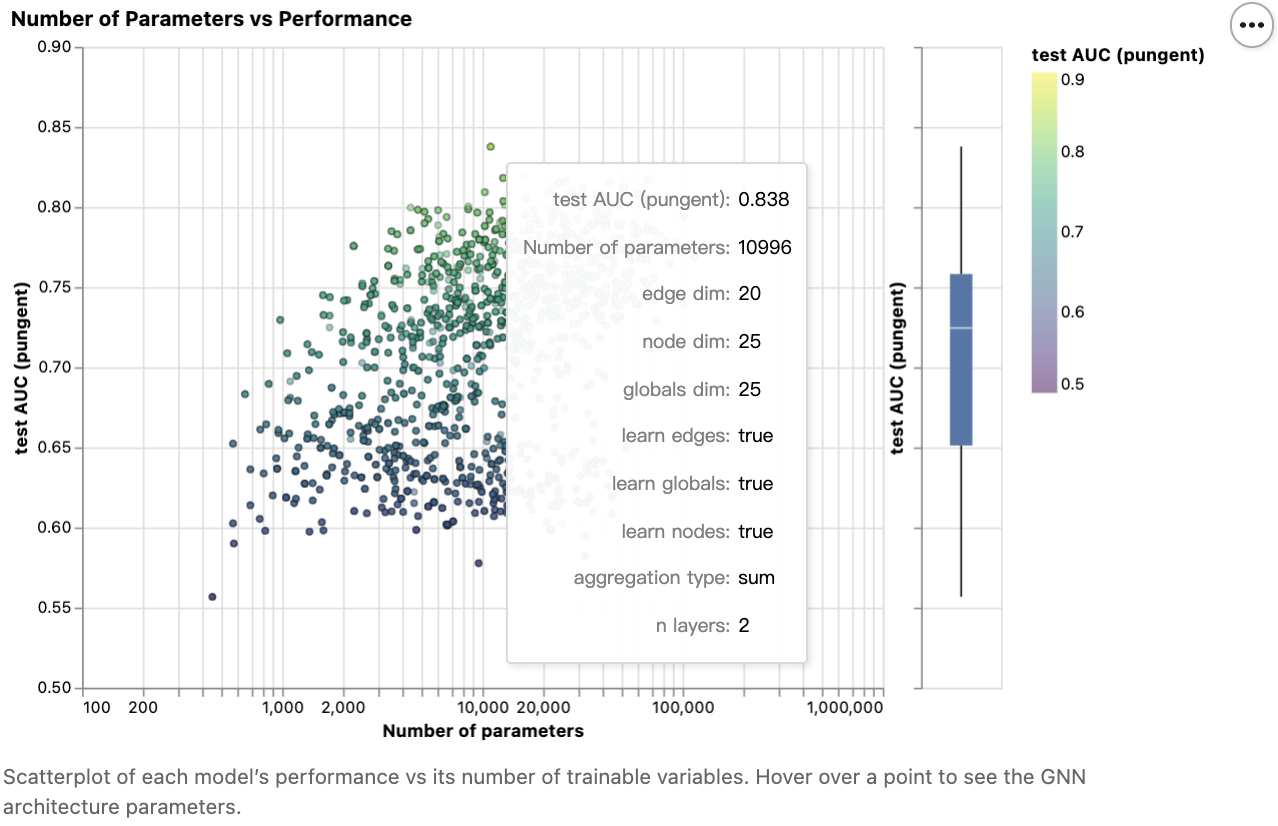 Number of Parameters vs Performance
0.90
0.85
0.80
0.75
0.70
0.65
0.60
0.55
0.50
test AUC (pungent)
100 200 1,000 2,000 10,000 20,000 100,000 1,000,000
Number of parameters
test AUC (pungent): 0.838
Number of parameters: 10996
edge dim: 20
node dim: 25
globals dim: 25
learn edges: true
learn globals: true
learn nodes: true
aggregation type: sum
n layers: 2
test AUC (pungent)
test AUC (pungent)
0.9
0.8
0.7
0.6
0.5
Scatterplot of each model’s performance vs its number of trainable variables. Hover over a point to see the GNN
architecture parameters.